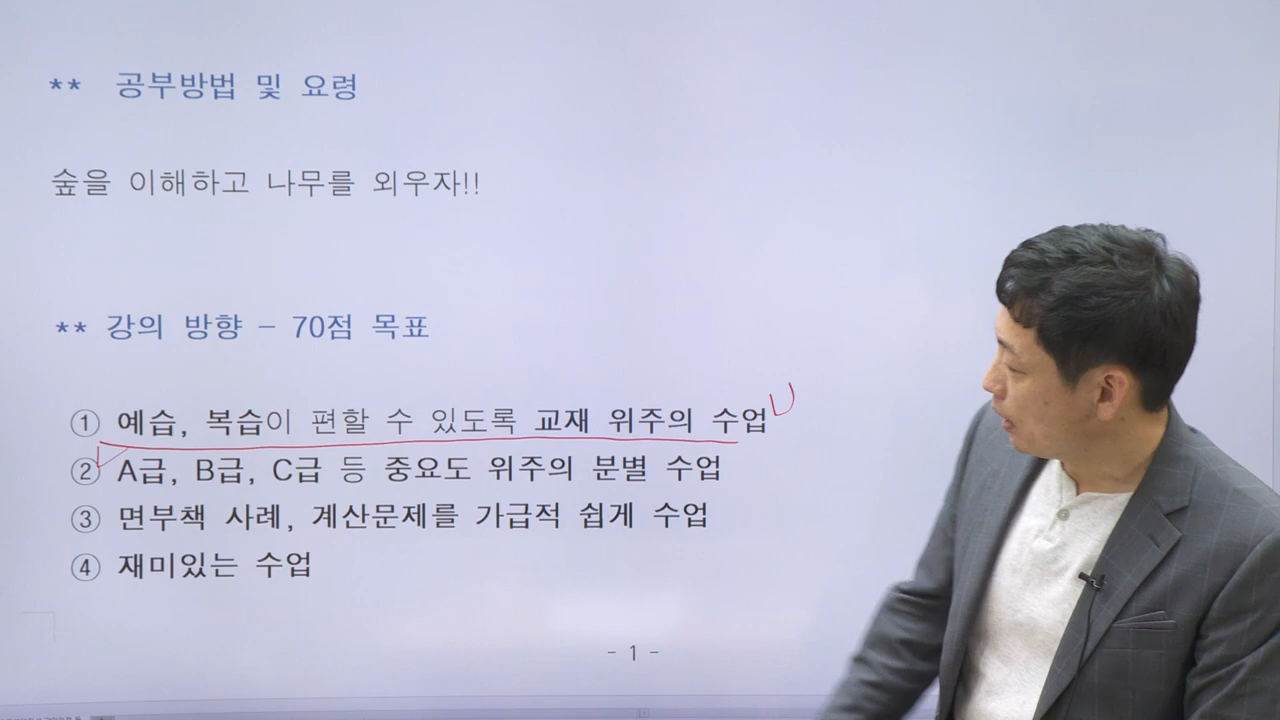 ** 공부방법 및 요령
숲을 이해하고 나무를 외우자!!
** 강의 방향 - 70점 목표
① 예습, 복습이 편할 수 있도록 교재 위주의 수업
② A급, B급, C급 등 중요도 위주의 분별 수업
③ 면부책 사례, 계산문제를 가급적 쉽게 수업
④ 재미있는 수업
- 1 -